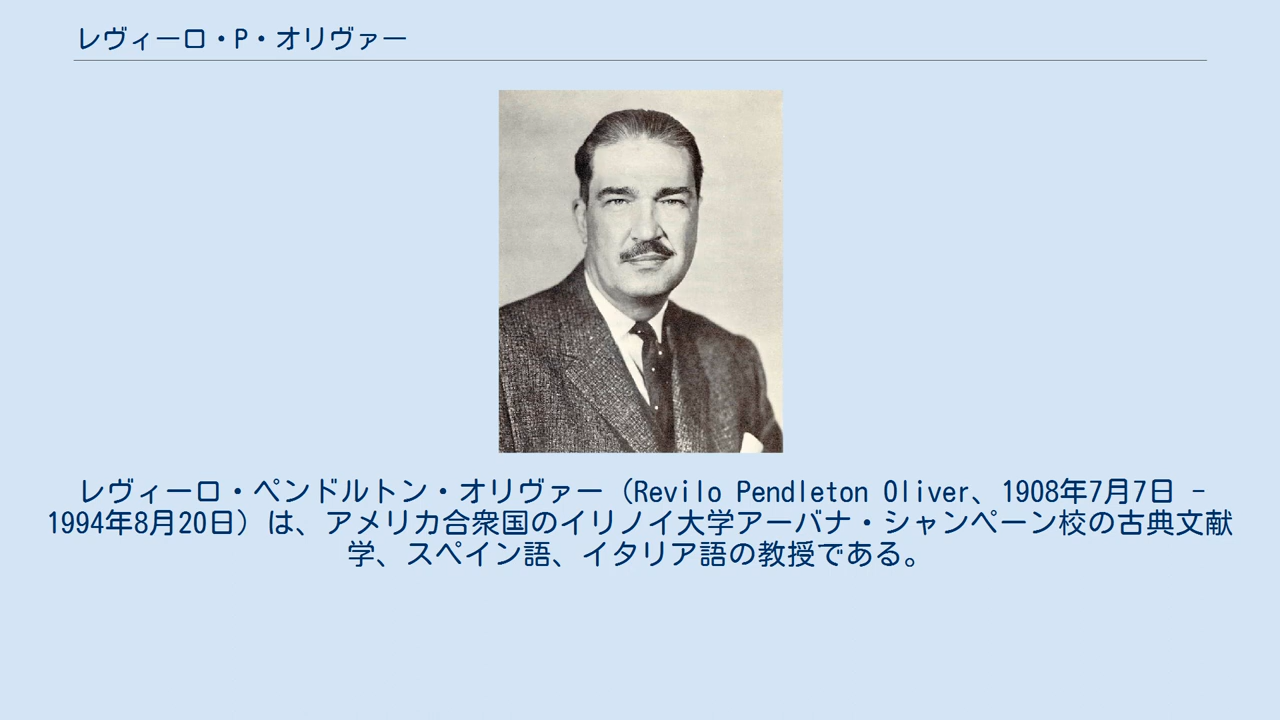 レヴィーロ・P・オリヴァー
レヴィーロ・ペンドルトン・オリヴァー（Revilo Pendleton Oliver、1908年7月7日 -
1994年8月20日）は、アメリカ合衆国のイリノイ大学アーバナ・シャンペーン校の古典文献
学、スペイン語、イタリア語の教授である。